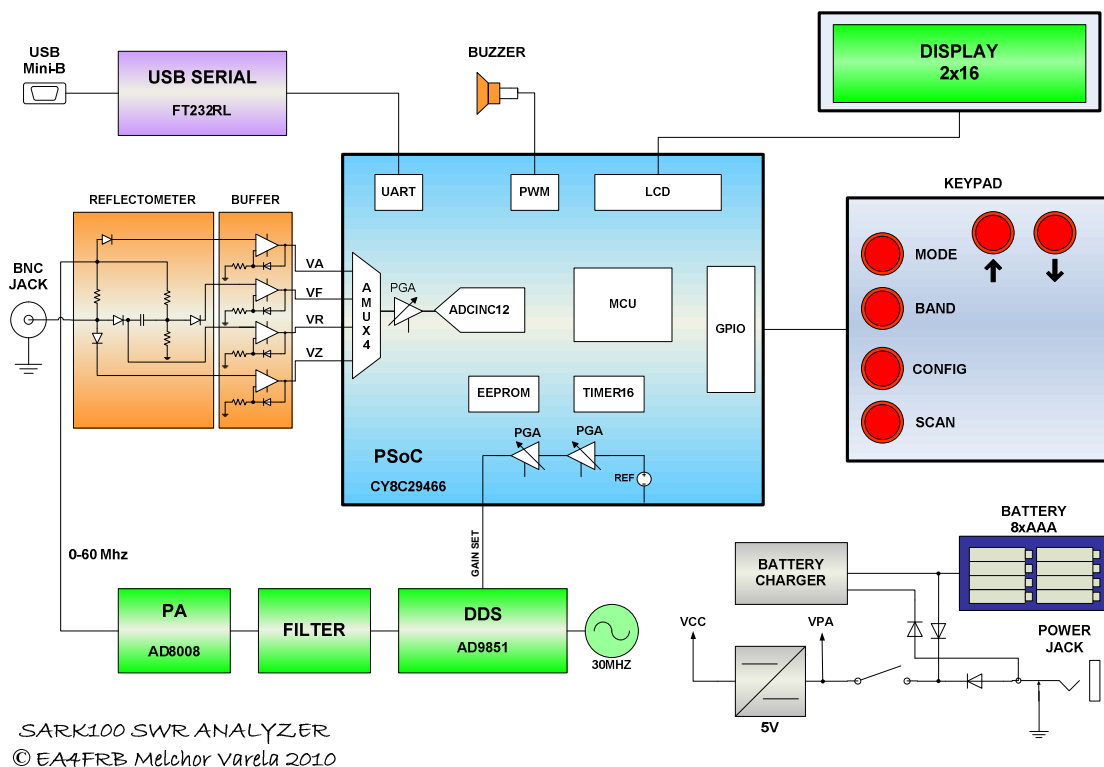 USB
Mini-B
USB SERIAL
FT232RL
BUZZER
DISPLAY
2x16
UART
PWM
LCD
KEYPAD
MODE
BAND
CONFIG
SCAN
REFLECTOMETER
BUFFER
BNC
JACK
VA
VF
VR
VZ
AMUX4
PGA
ADCINC12
MCU
GPIO
EEPROM
TIMER16
PGA
PGA
REF
PSoC
CY8C29466
GAIN SET
0-60 Mhz
PA
AD8008
FILTER
DDS
AD9851
30MHZ
BATTERY
8xAAA
BATTERY
CHARGER
POWER
JACK
VCC
VPA
5V
SARK100 SWR ANALYZER
© EA4FRB Melchor Varela 2010